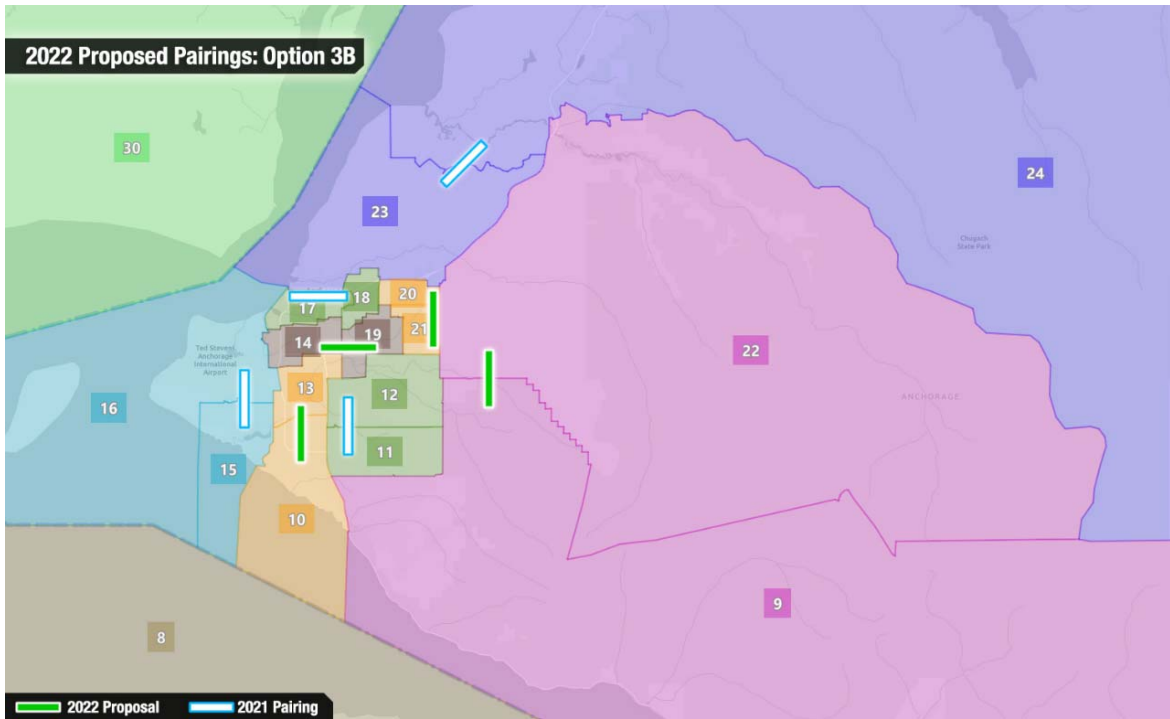 2022 Proposed Pairings: Option 3B
30
24
23
Chugach
State Park
20
18
17
21
19
14
Ted Stevens
Anchorage
International
Airport
22
13
12
ANCHORAGE
16
11
15
10
9
8
2022 Proposal
2021 Pairing